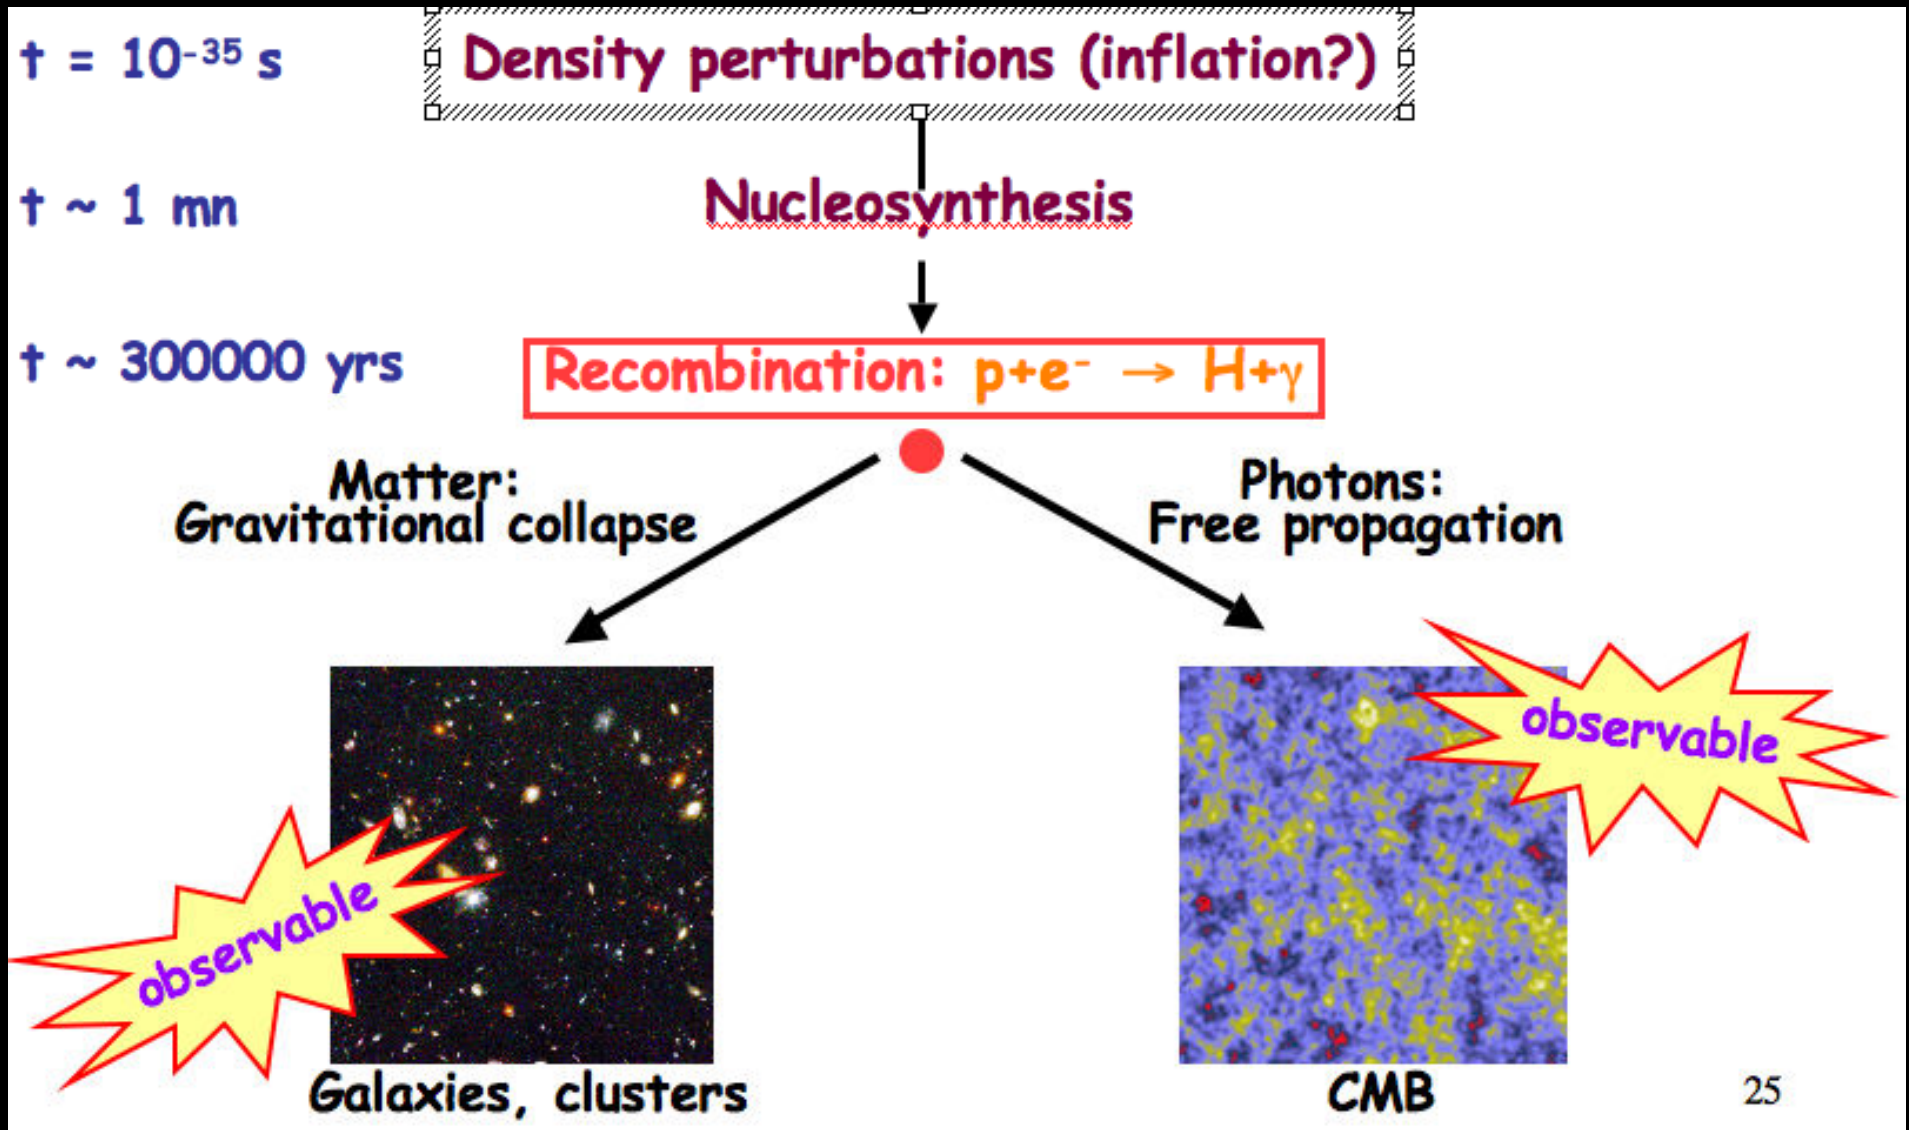 t = 10⁻³⁵ s
Density perturbations (inflation?)
t ~ 1 mn
Nucleosynthesis
t ~ 300000 yrs
Recombination: p+e⁻ → H+γ
Matter:
Gravitational collapse
Photons:
Free propagation
observable
observable
Galaxies, clusters
CMB
25